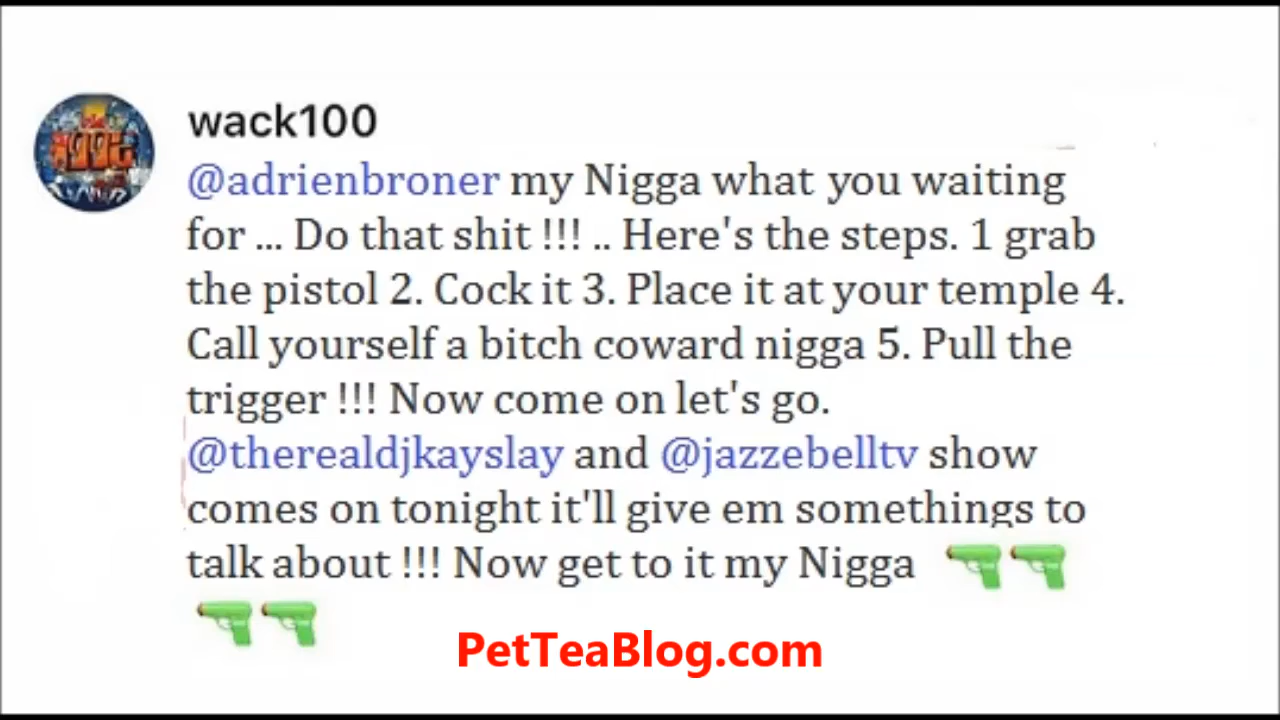 wack100
@adrienbroner my Nigga what you waiting
for ... Do that shit !!! .. Here's the steps. 1 grab
the pistol 2. Cock it 3. Place it at your temple 4.
Call yourself a bitch coward nigga 5. Pull the
trigger !!! Now come on let's go.
@therealdjkayslay and @jazzebelltv show
comes on tonight it'll give em somethings to
talk about !!! Now get to it my Nigga
PetTeaBlog.com